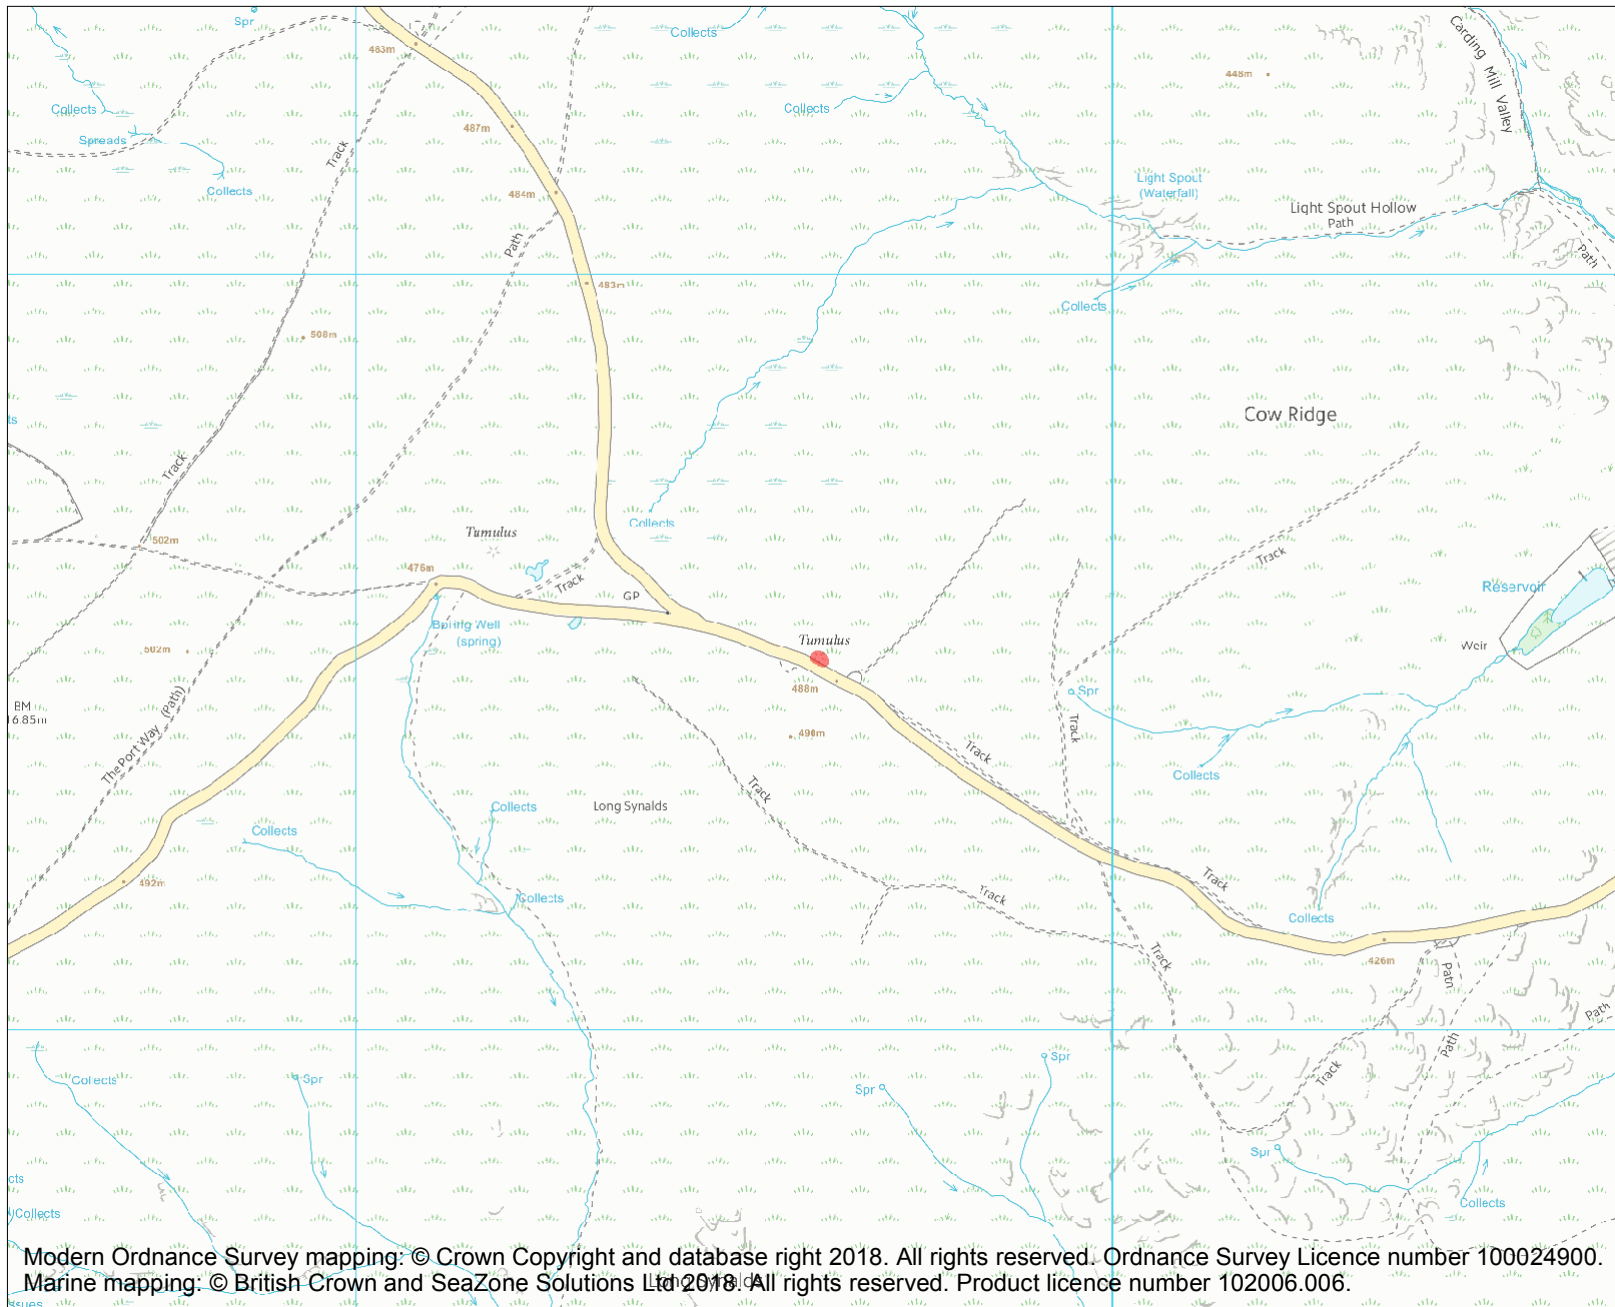 Spr
Collects
483m
Carding Mill Valley
448m
Collects
Collects
487m
Spreads
Track
Light Spout
(Waterfall)
Collects
484m
Light Spout Hollow
Path
Path
Path
483m
Collects
508m
Cow Ridge
Track
Collects
Tumulus
502m
476m
Track
Track
Reservoir
GP
Boiling Well
(spring)
Tumulus
Weir
502m
488m
Spr
BM
490m
Track
Track
The Port Way (Path)
Collects
Track
Collects
Long Synalds
Collects
492m
Track
Track
Collects
Collects
Track
426m
Path
Path
Path
Track
Spr
Collects
Spr
Spr
Spr
cts
Collects
Collects
Modern Ordnance Survey mapping: © Crown Copyright and database right 2018. All rights reserved. Ordnance Survey Licence number 100024900.
Marine mapping: © British Crown and SeaZone Solutions Ltd 2018. All rights reserved. Product licence number 102006.006.
Long Synalds